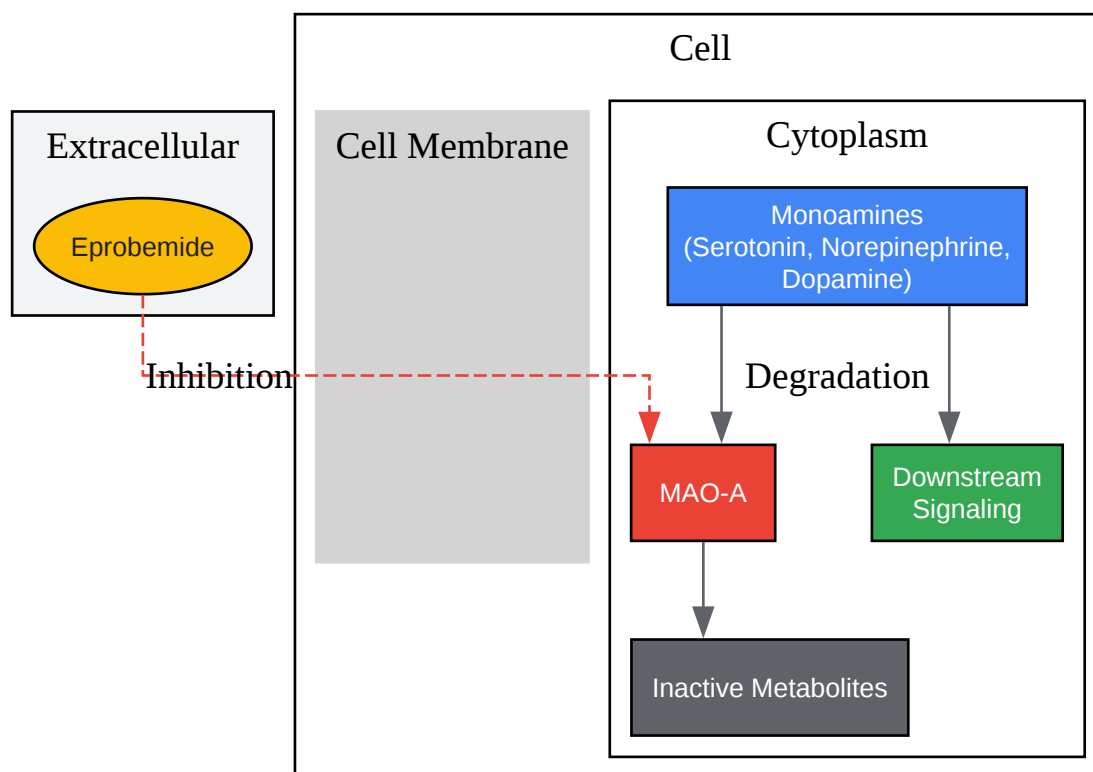 Cell
Extracellular
Cell Membrane
Cytoplasm
Eprobemide
Monoamines
(Serotonin, Norepinephrine,
Dopamine)
Inhibition
Degradation
MAO-A
Downstream
Signaling
Inactive Metabolites